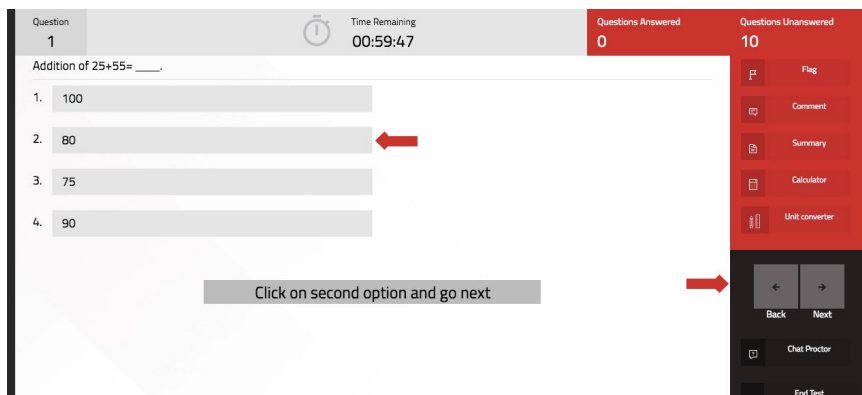 Question
1
Time Remaining
00:59:47
Questions Answered
0
Questions Unanswered
10
Addition of 25+55= ____.
1. 100
2. 80
3. 75
4. 90
Click on second option and go next
Flag
Comment
Summary
Calculator
Unit converter
Back Next
Chat Proctor
End Test